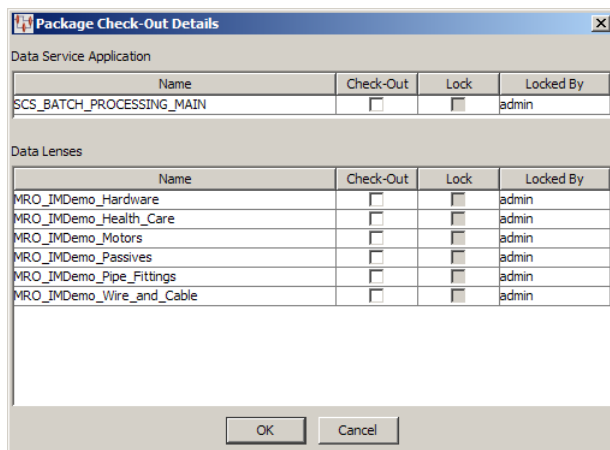 Package Check-Out Details
Data Service Application
Name Check-Out Lock Locked By
SCS_BATCH_PROCESSING_MAIN admin
Data Lenses
Name Check-Out Lock Locked By
MRO_IMDemo_Hardware admin
MRO_IMDemo_Health_Care admin
MRO_IMDemo_Motors admin
MRO_IMDemo_Passives admin
MRO_IMDemo_Pipe_Fittings admin
MRO_IMDemo_Wire_and_Cable admin
OK Cancel